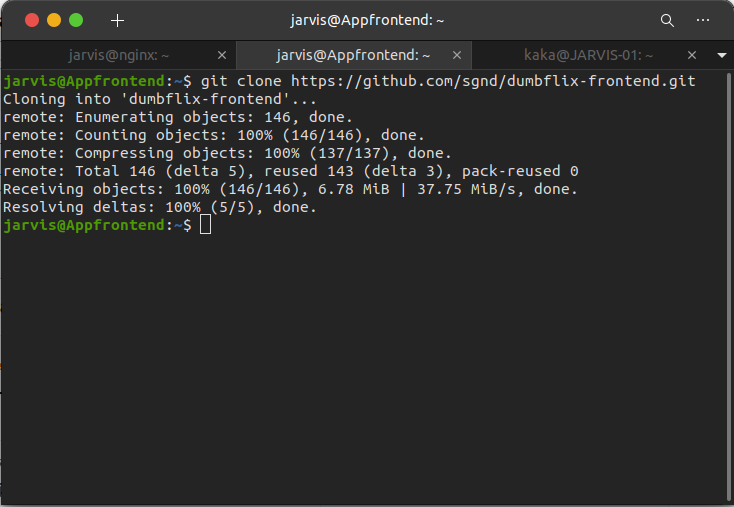 jarvis@Appfrontend: ~
jarvis@nginx: ~
jarvis@Appfrontend: ~
kaka@JARVIS-01: ~
jarvis@Appfrontend:~$ git clone https://github.com/sgnd/dumbflix-frontend.git
Cloning into 'dumbflix-frontend'...
remote: Enumerating objects: 146, done.
remote: Counting objects: 100% (146/146), done.
remote: Compressing objects: 100% (137/137), done.
remote: Total 146 (delta 5), reused 143 (delta 3), pack-reused 0
Receiving objects: 100% (146/146), 6.78 MiB | 37.75 MiB/s, done.
Resolving deltas: 100% (5/5), done.
jarvis@Appfrontend:~$